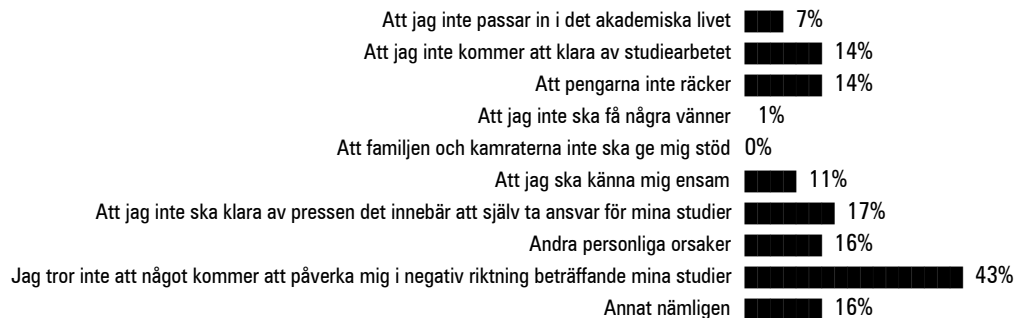 Att jag inte passar in i det akademiska livet 7%
Att jag inte kommer att klara av studiearbetet 14%
Att pengarna inte räcker 14%
Att jag inte ska få några vänner 1%
Att familjen och kamraterna inte ska ge mig stöd 0%
Att jag ska känna mig ensam 11%
Att jag inte ska klara av pressen det innebär att själv ta ansvar för mina studier 17%
Andra personliga orsaker 16%
Jag tror inte att något kommer att påverka mig i negativ riktning beträffande mina studier 43%
Annat nämligen 16%